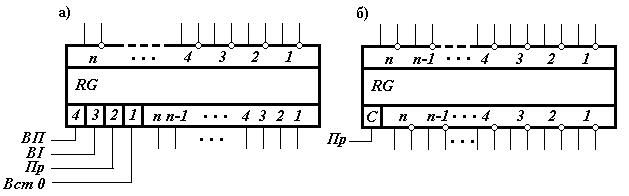 а)
n ... 4 3 2 1
RG
4 3 2 1 n n-1 ... 4 3 2 1
...
ВП
ВI
Пр
Вст 0
б)
n n-1 ... 4 3 2 1
RG
C n n-1 ... 4 3 2 1
Пр
...